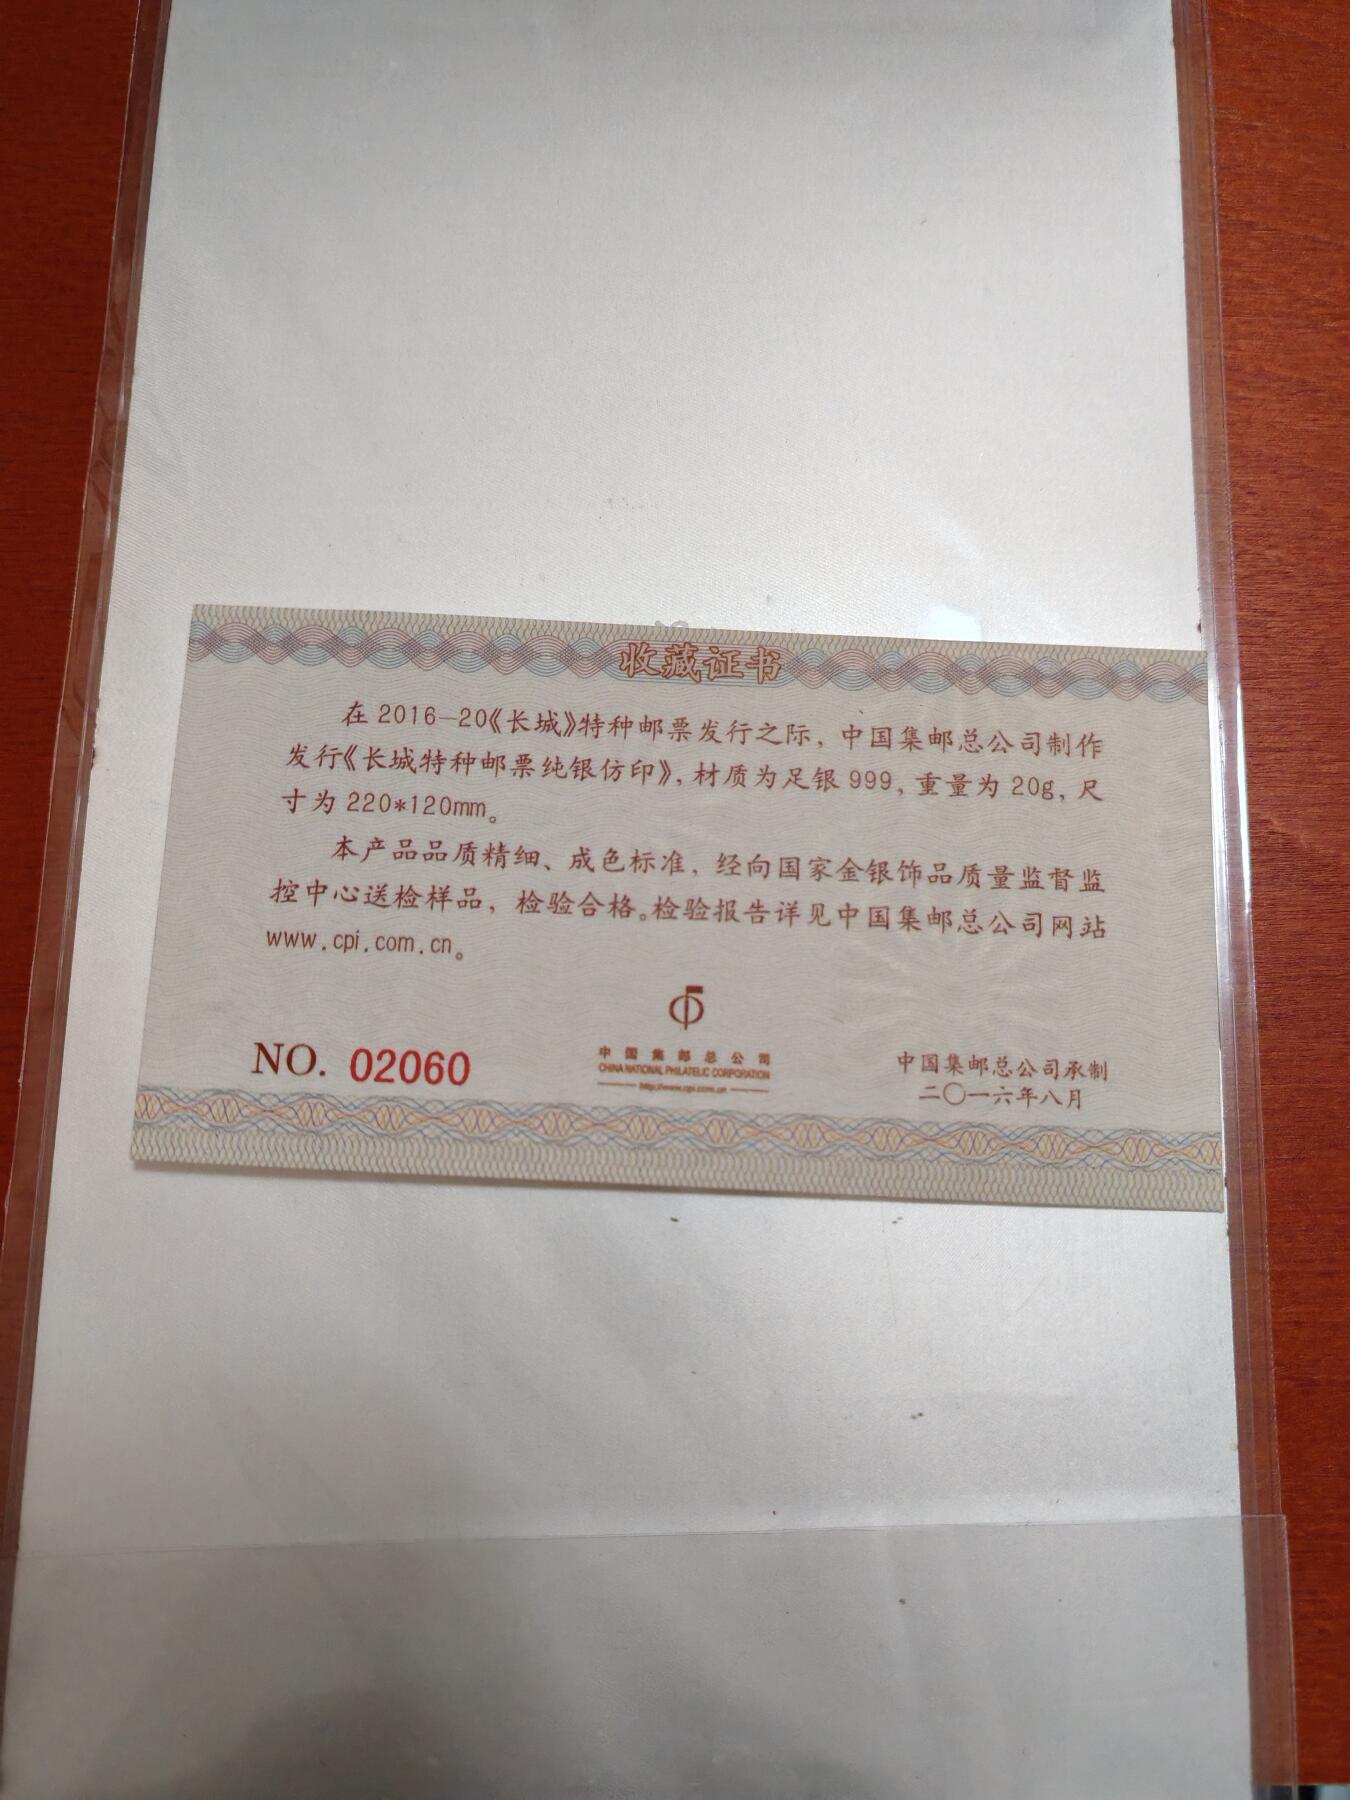 收藏证书
在2016-20《长城》特种邮票发行之际，中国集邮总公司制作
发行《长城特种邮票纯银仿印》，材质为足银999，重量为20g，尺
寸为220*120mm。
本产品品质精细、成色标准，经向国家金银饰品质量监督监
控中心送检样品，检验合格。检验报告详见中国集邮总公司网站
www.cpi.com.cn。
NO. 02060
中国集邮总公司
CHINA NATIONAL PHILATELIC CORPORATION
http://www.cpi.com.cn
中国集邮总公司承制
二〇一六年八月